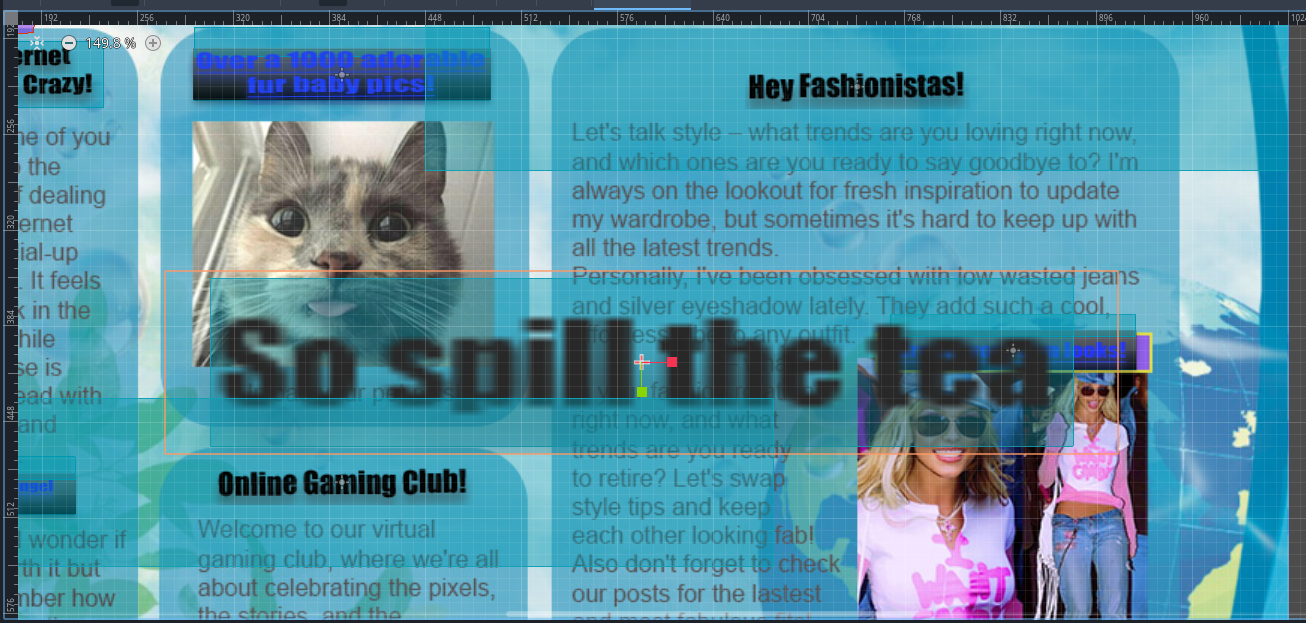 192 256 320 384 448 512 576 640 704 768 832 896 960 1024
149.8 %
ernet
Crazy!
ne of you
the
dealing
ernet
ial-up
. It feels
k in the
hile
se is
ead with
and
ngel
wonder if
th it but
mber how
Over a 1000 adorable
fur baby pics!
Online Gaming Club!
Welcome to our virtual
gaming club, where we're all
about celebrating the pixels,
the stories, and the
Hey Fashionistas!
Let's talk style – what trends are you loving right now,
and which ones are you ready to say goodbye to? I'm
always on the lookout for fresh inspiration to update
my wardrobe, but sometimes it's hard to keep up with
all the latest trends.
Personally, I've been obsessed with low wasted jeans
and silver eyeshadow lately. They add such a cool,
to any outfit.
So spill the tea
looks!
right now, and what
trends are you ready
to retire? Let's swap
style tips and keep
each other looking fab!
Also don't forget to check
our posts for the lastest
256
320
384
448
512
576